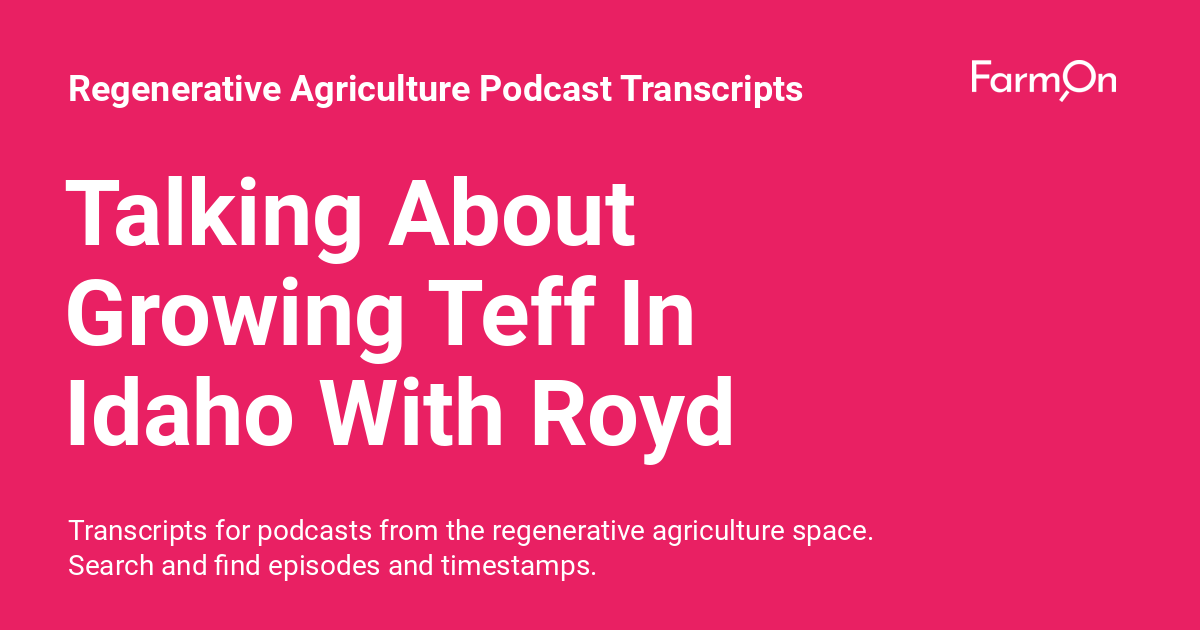 Regenerative Agriculture Podcast Transcripts
FarmOn
Talking About
Growing Teff In
Idaho With Royd
Transcripts for podcasts from the regenerative agriculture space.
Search and find episodes and timestamps.